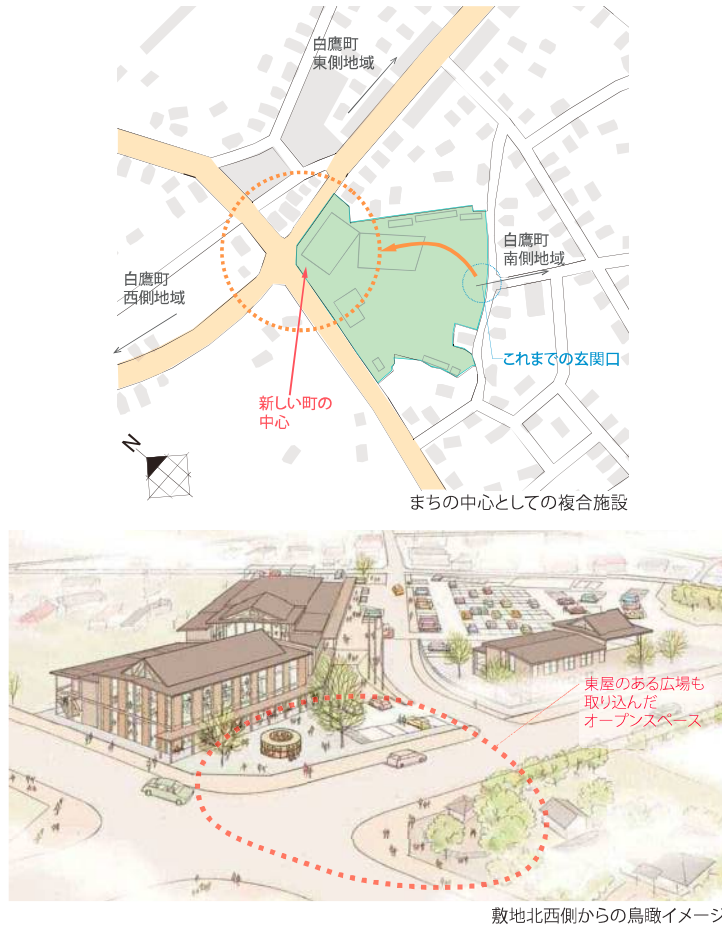 白鷹町
東側地域
白鷹町
南側地域
白鷹町
西側地域
これまでの玄関口
新しい町の
中心
N
まちの中心としての複合施設
東屋のある広場も
取り込んだ
オープンスペース
敷地北西側からの鳥瞰イメージ